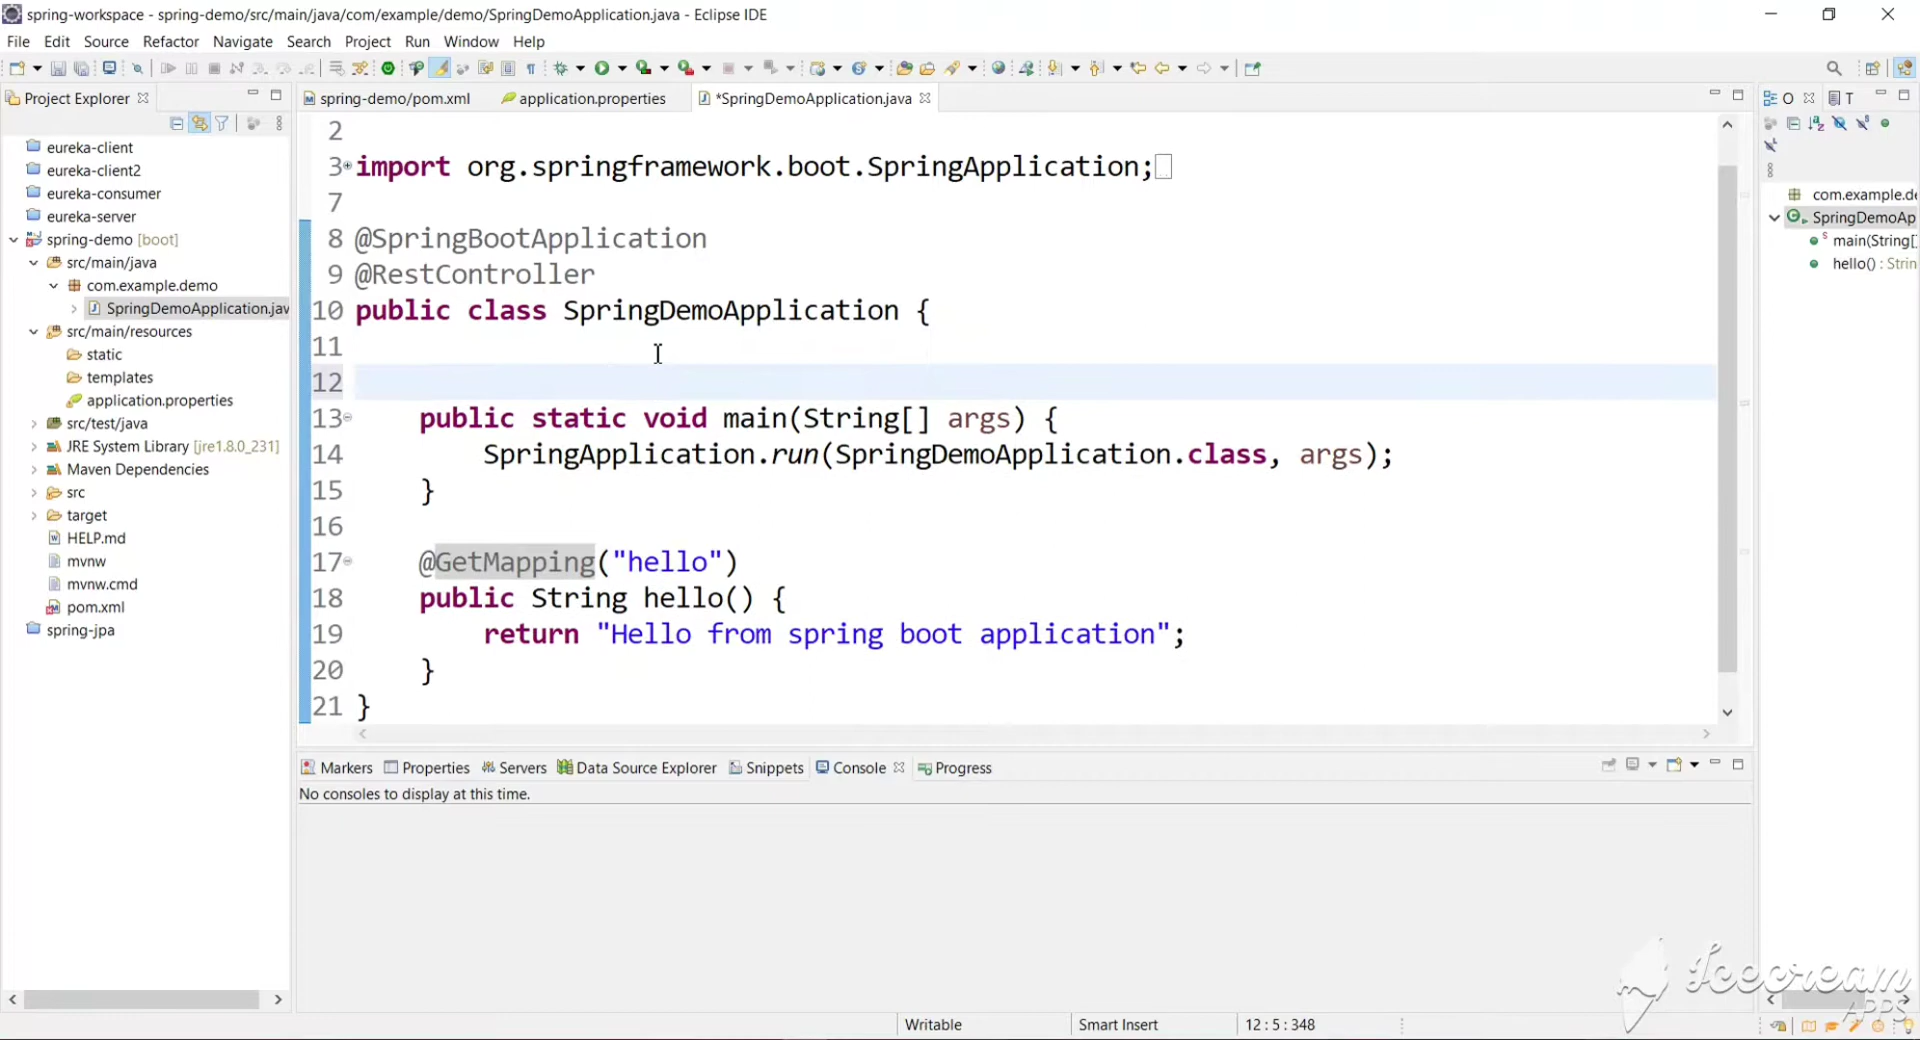 spring-workspace - spring-demo/src/main/java/com/example/demo/SpringDemoApplication.java - Eclipse IDE
File Edit Source Refactor Navigate Search Project Run Window Help
Project Explorer
spring-demo/pom.xml application.properties *SpringDemoApplication.java
O T
eureka-client
eureka-client2
eureka-consumer
eureka-server
spring-demo [boot]
src/main/java
com.example.demo
SpringDemoApplication.jav
src/main/resources
static
templates
application.properties
src/test/java
JRE System Library [jre1.8.0_231]
Maven Dependencies
src
target
HELP.md
mvnw
mvnw.cmd
pom.xml
spring-jpa
2
3 import org.springframework.boot.SpringApplication;
7
8 @SpringBootApplication
9 @RestController
10 public class SpringDemoApplication {
11
12
13 public static void main(String[] args) {
14 SpringApplication.run(SpringDemoApplication.class, args);
15 }
16
17 @GetMapping("hello")
18 public String hello() {
19 return "Hello from spring boot application";
20 }
21 }
com.example.de
SpringDemoAp
main(String[]
hello() : Strin
Markers Properties Servers Data Source Explorer Snippets Console Progress
No consoles to display at this time.
Icecream
APPS
Writable Smart Insert 12 : 5 : 348